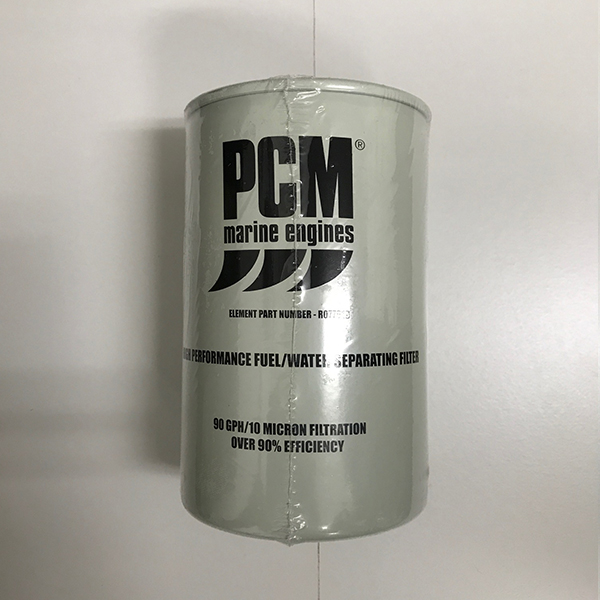 PCM®
marine engines
ELEMENT PART NUMBER -
PERFORMANCE FUEL/WATER SEPARATING FILTER
90 GPH/10 MICRON FILTRATION
OVER 90% EFFICIENCY